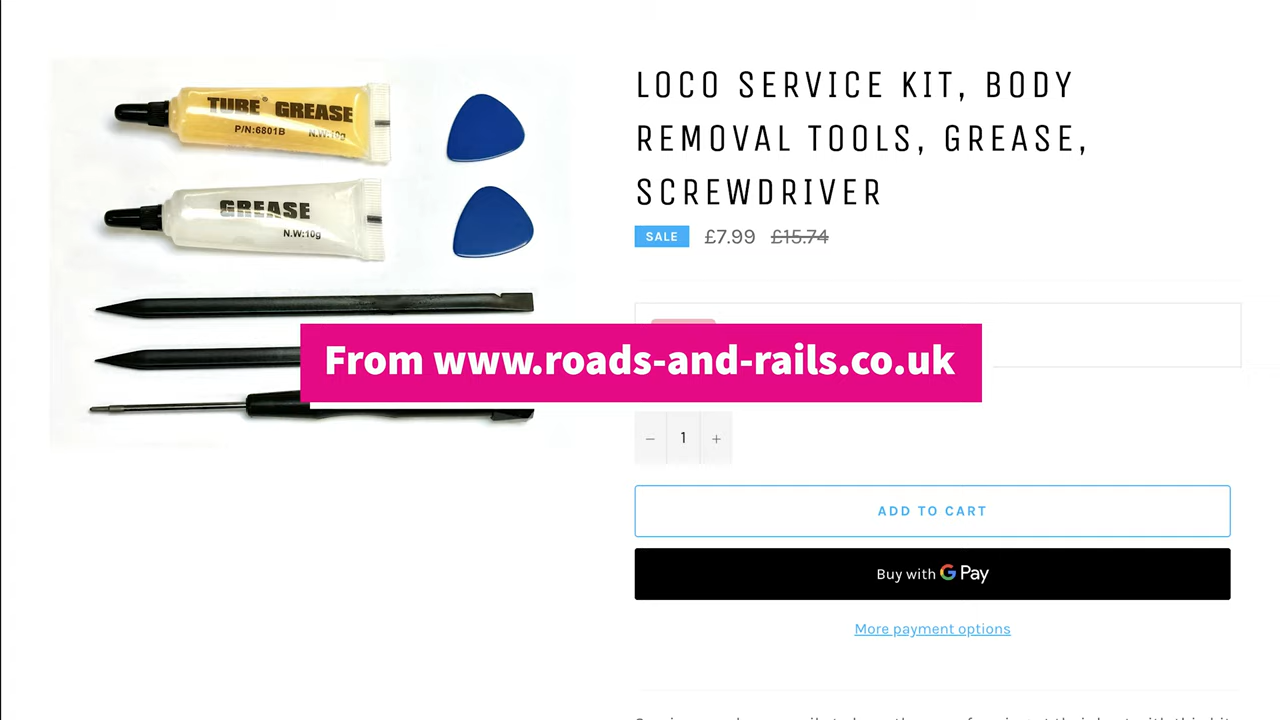 TUBE® GREASE
P/N:6801B N.W:10g
GREASE
N.W:10g
LOCO SERVICE KIT, BODY
REMOVAL TOOLS, GREASE,
SCREWDRIVER
SALE £7.99 £15.74
From www.roads-and-rails.co.uk
− 1 +
ADD TO CART
Buy with G Pay
More payment options